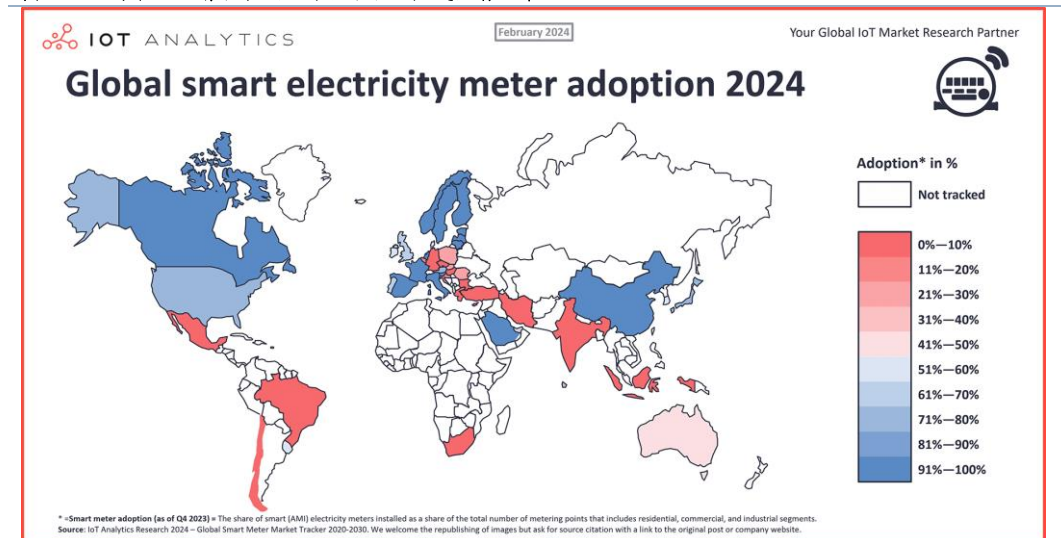 IOT ANALYTICS
February 2024
Your Global IoT Market Research Partner
Global smart electricity meter adoption 2024
Adoption* in %
Not tracked
0%—10%
11%—20%
21%—30%
31%—40%
41%—50%
51%—60%
61%—70%
71%—80%
81%—90%
91%—100%
* =Smart meter adoption (as of Q4 2023) = The share of smart (AMI) electricity meters installed as a share of the total number of metering points that includes residential, commercial, and industrial segments.
Source: IoT Analytics Research 2024 – Global Smart Meter Market Tracker 2020-2030. We welcome the republishing of images but ask for source citation with a link to the original post or company website.